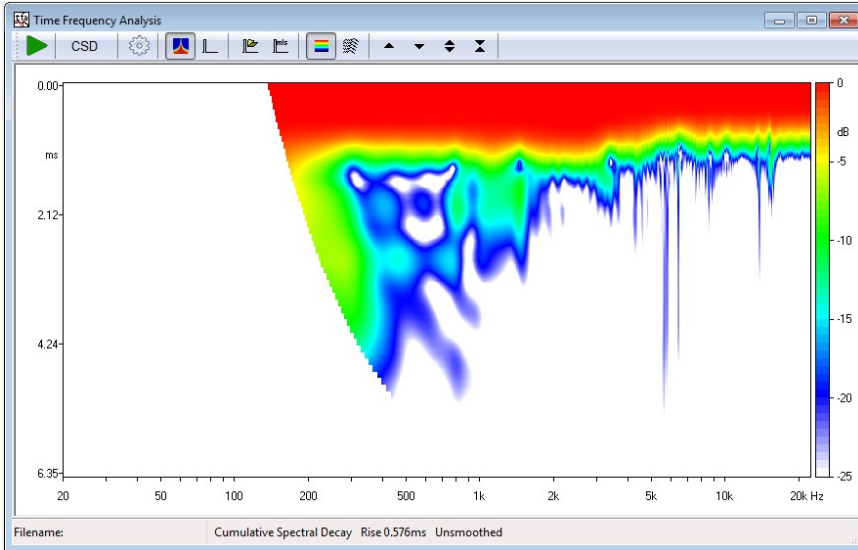 Time Frequency Analysis
CSD
mls
0.00
ms
2.12
4.24
6.35
20 50 100 200 500 1k 2k 5k 10k 20k Hz
0
dB
-5
-10
-15
-20
-25
Filename: Cumulative Spectral Decay Rise 0.576ms Unsmoothed